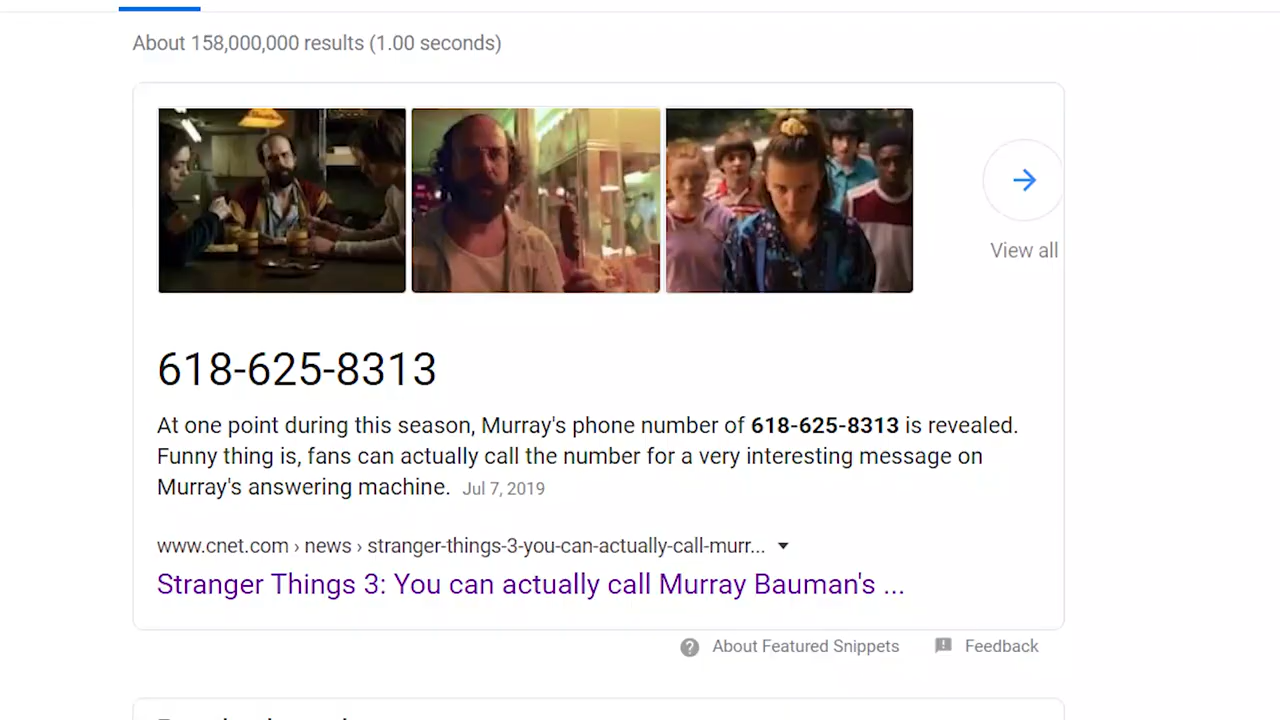 About 158,000,000 results (1.00 seconds)
View all
618-625-8313
At one point during this season, Murray's phone number of 618-625-8313 is revealed.
Funny thing is, fans can actually call the number for a very interesting message on
Murray's answering machine. Jul 7, 2019
www.cnet.com › news › stranger-things-3-you-can-actually-call-murr...
Stranger Things 3: You can actually call Murray Bauman's ...
About Featured Snippets Feedback